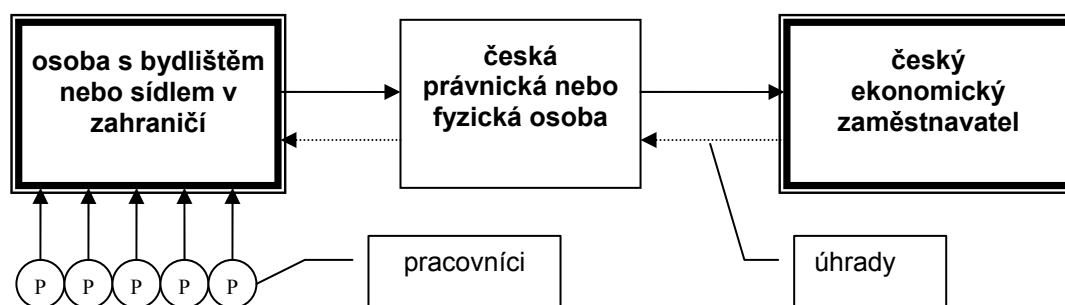 osoba s bydlištěm
nebo sídlem v
zahraničí
česká
právnická nebo
fyzická osoba
český
ekonomický
zaměstnavatel
P P P P P
pracovníci
úhrady